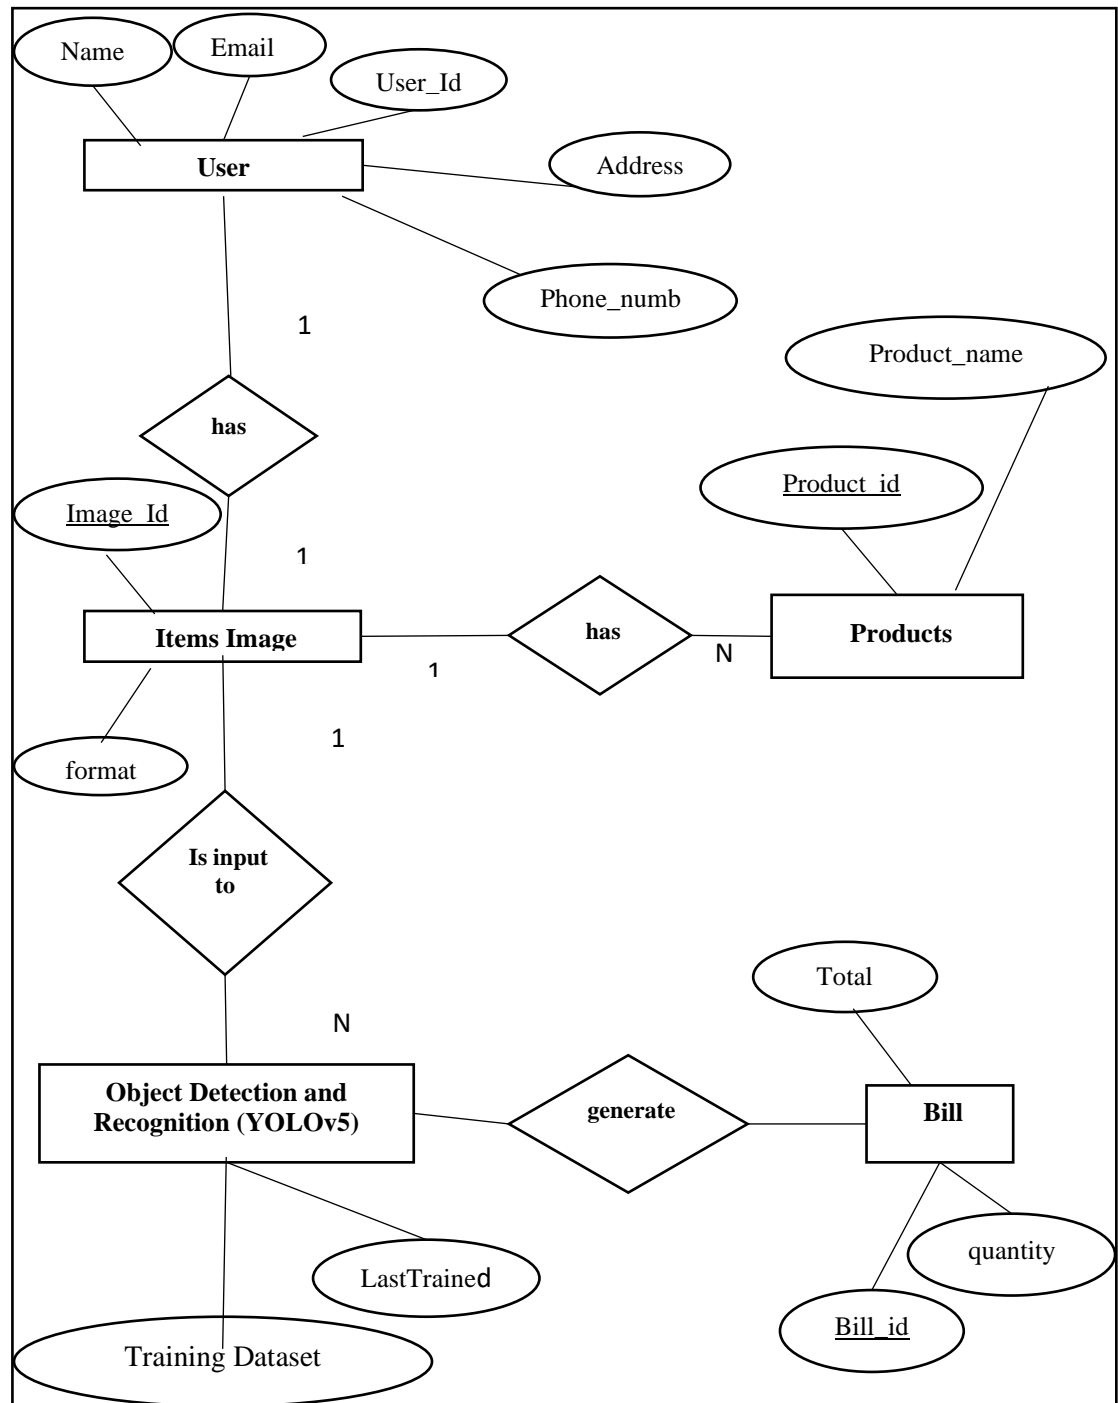 Name
Email
User_Id
User
Address
Phone_numb
1
Product_name
has
Product_id
Image_Id
1
Items Image
has
Products
1
N
format
1
Is input
to
Total
N
Object Detection and
Recognition (YOLOv5)
generate
Bill
LastTrained
quantity
Bill_id
Training Dataset